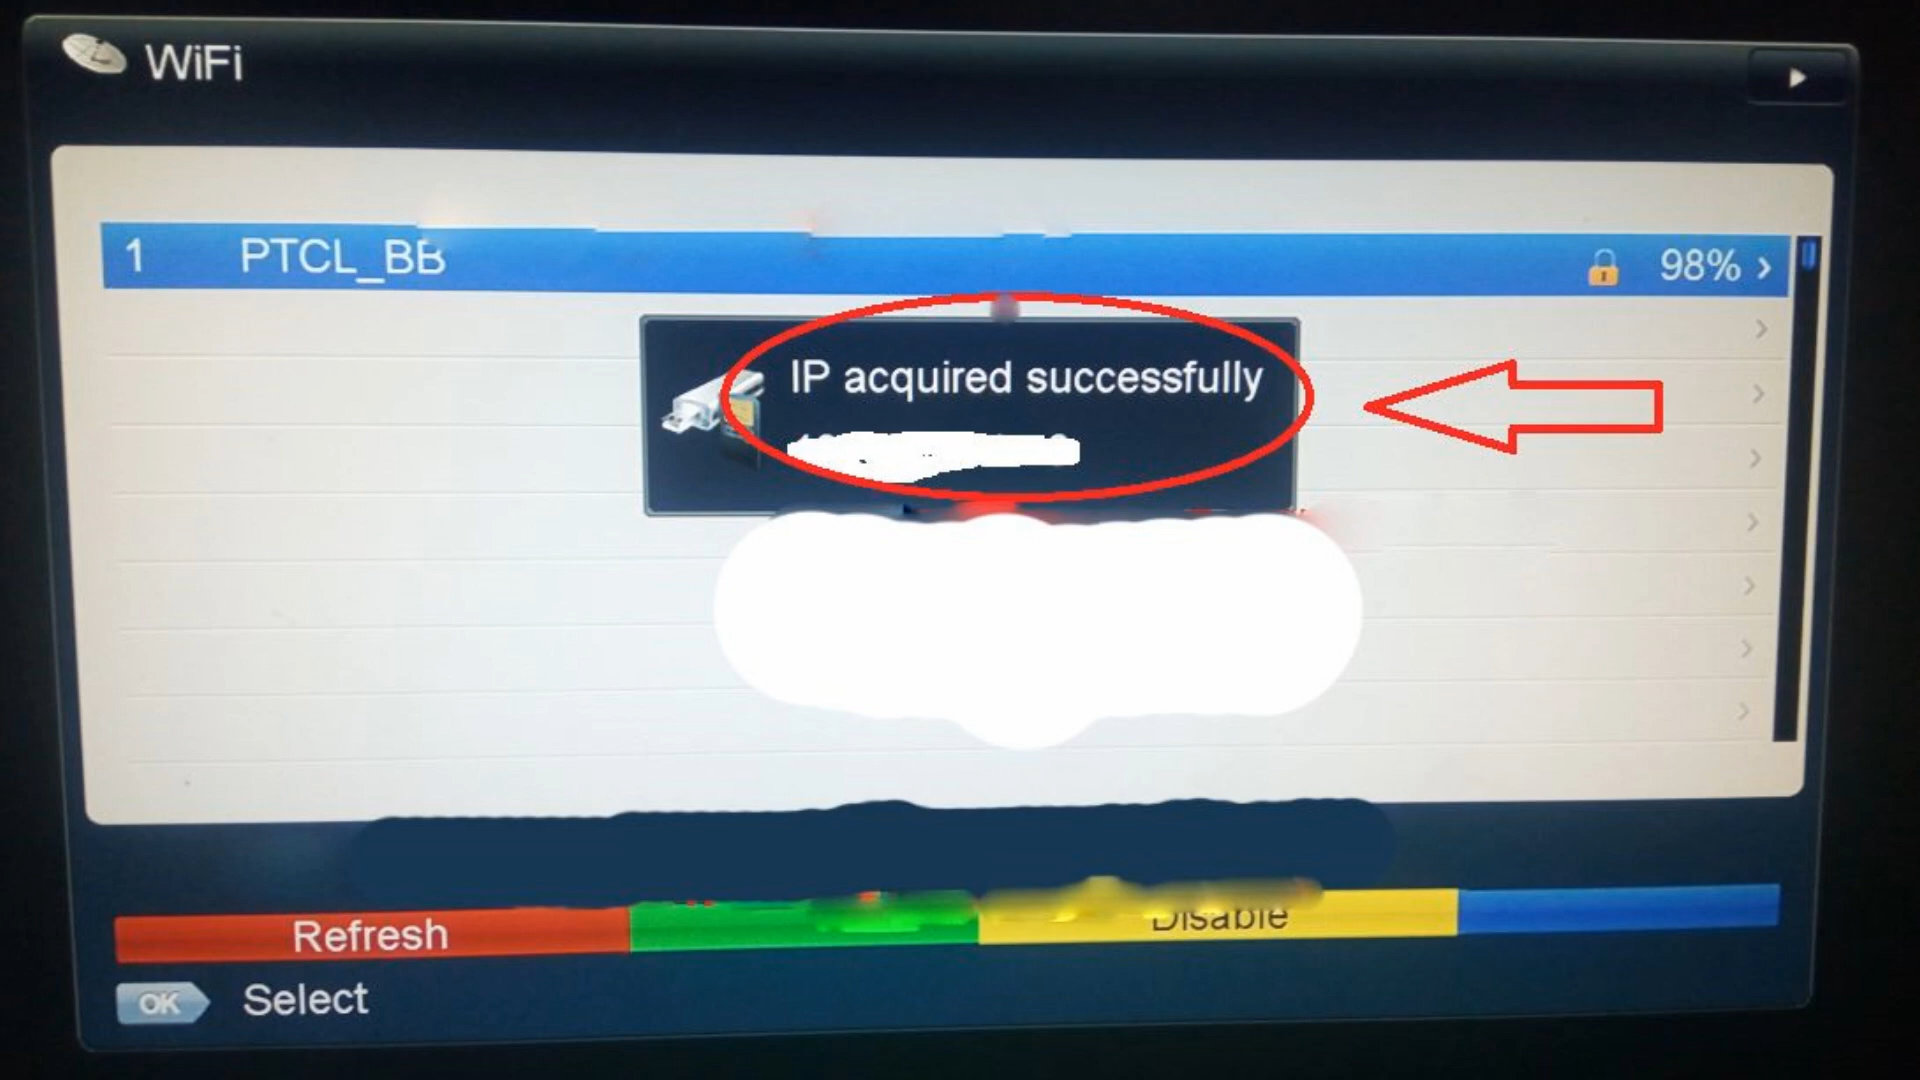 WiFi
1 PTCL_BB 98%
IP acquired successfully
Refresh Disable
OK Select